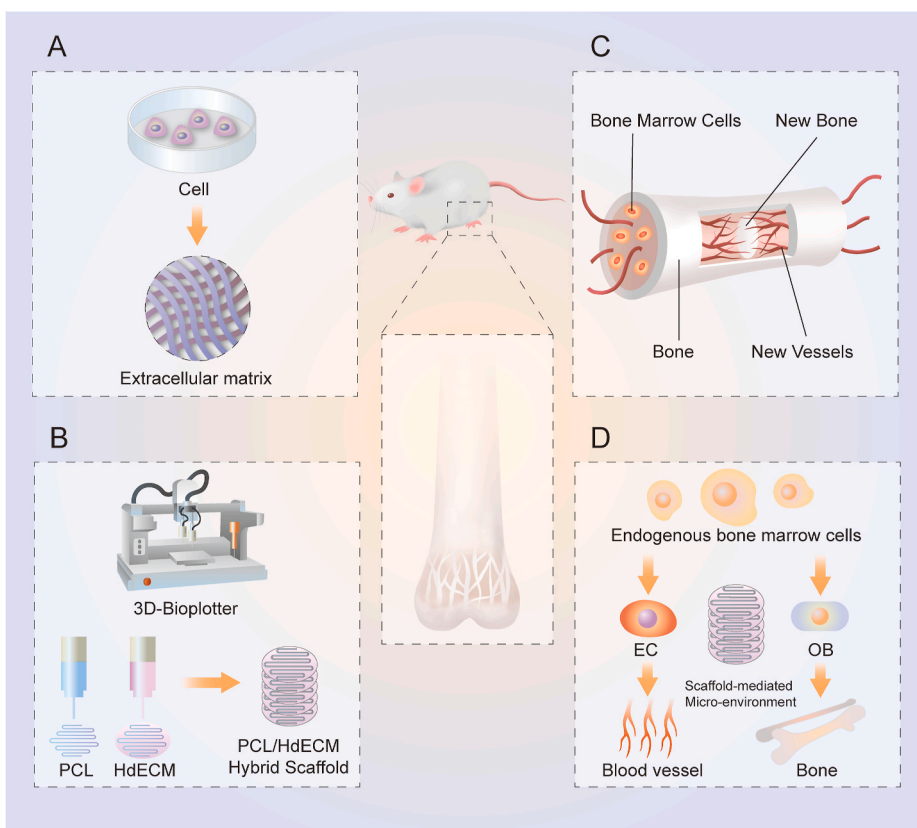 A
Cell
Extracellular matrix
B
3D-Bioplotter
PCL
HdECM
PCL/HdECM
Hybrid Scaffold
C
Bone Marrow Cells
New Bone
Bone
New Vessels
D
Endogenous bone marrow cells
EC
OB
Scaffold-mediated
Micro-environment
Blood vessel
Bone